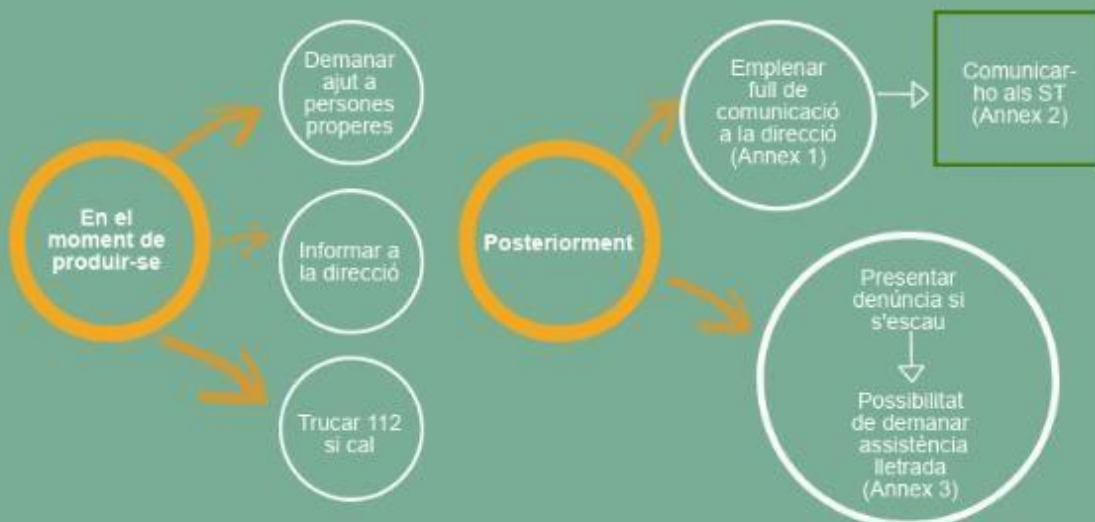 En el
moment de
produir-se
Demanar
ajut a
persones
properes
Informar a
la direcció
Trucar 112
si cal
Posteriorment
Emplenar
full de
comunicació
a la direcció
(Annex 1)
Comunicar-
ho als ST
(Annex 2)
Presentar
denúncia si
s'escau
Possibilitat
de demanar
assistència
lletrada
(Annex 3)